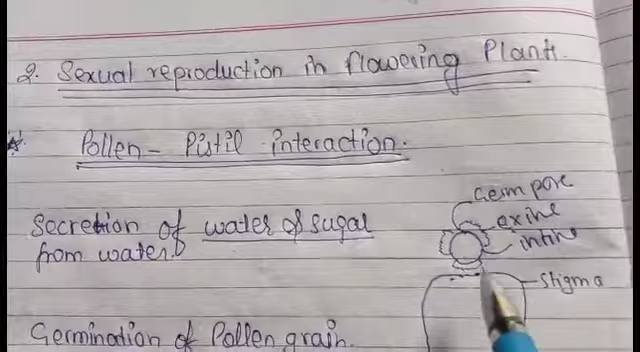 2. Sexual reproduction in flowering Plant.
Pollen - Pistil interaction.
Germ pore
Secretion of water of sugar
exine
intine
from water.
Stigma
Germination of Pollen grain.